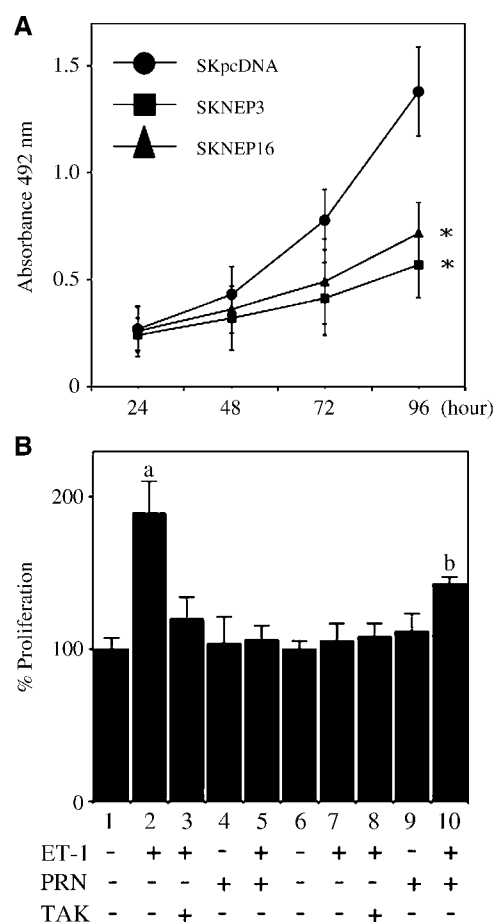 A
1.5
1.0
0.5
0
Absorbance 492 nm
SKpcDNA
SKNEP3
SKNEP16
*
*
24 48 72 96 (hour)
B
200
100
0
% Proliferation
a
b
1 2 3 4 5 6 7 8 9 10
ET-1 - + + - + - + + - +
PRN - - - + + - - - + +
TAK - - + - - - - + - -